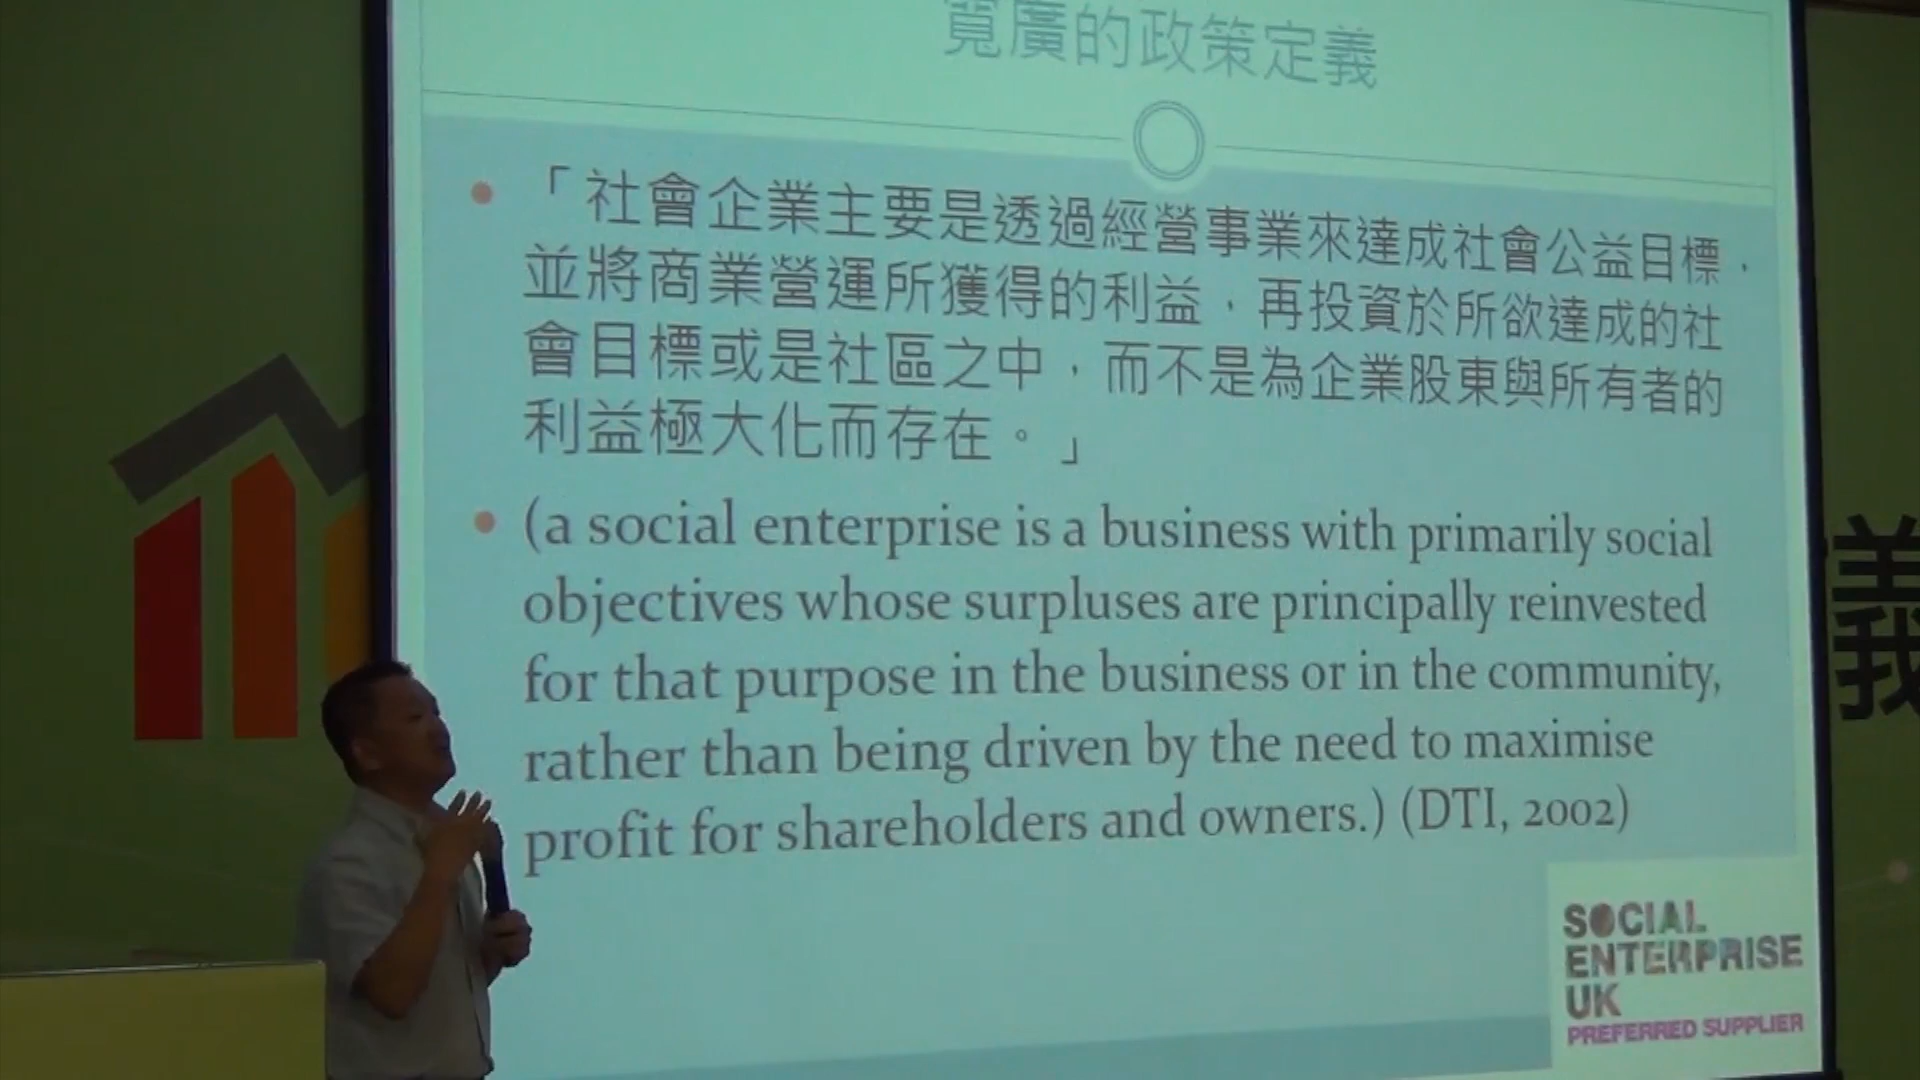 寬廣的政策定義
「社會企業主要是透過經營事業來達成社會公益目標，
並將商業營運所獲得的利益，再投資於所欲達成的社
會目標或是社區之中，而不是為企業股東與所有者的
利益極大化而存在。」
(a social enterprise is a business with primarily social
objectives whose surpluses are principally reinvested
for that purpose in the business or in the community,
rather than being driven by the need to maximise
profit for shareholders and owners.) (DTI, 2002)
SOCIAL
ENTERPRISE
UK
PREFERRED SUPPLIER
義